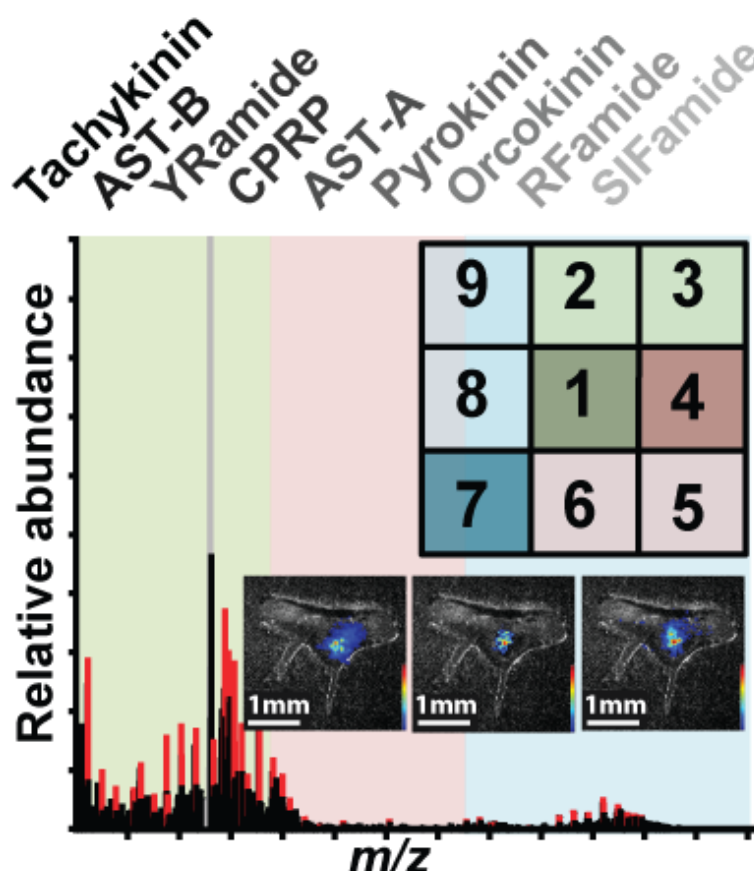 Tachykinin
AST-B
YRamide
CPRP
AST-A
Pyrokinin
Orcokinin
RFamide
SIFamide
Relative abundance
9 2 3
8 1 4
7 6 5
1mm 1mm 1mm
m/z